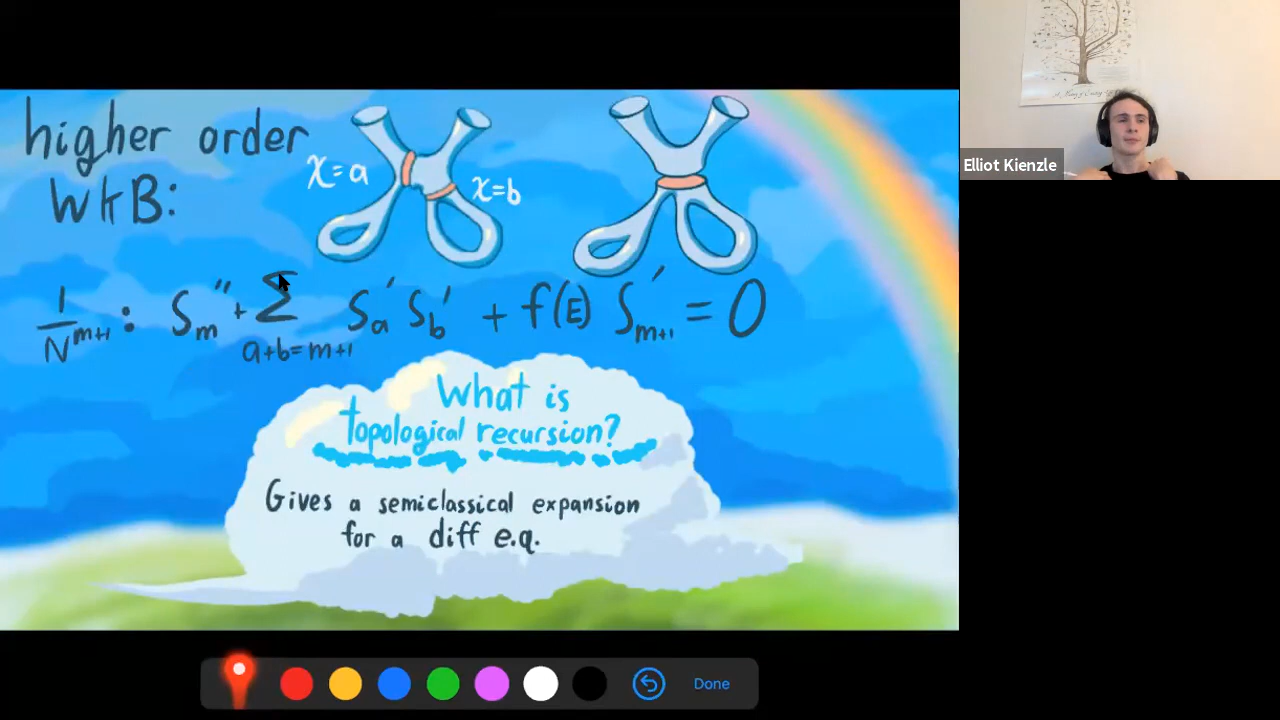 higher order
WKB:
χ=a
χ=b
1/N^{m+1}: S_m'' + Σ_{a+b=m+1} S_a' S_b' + f(E) S_{m+1}' = 0
What is
topological recursion?
Gives a semiclassical expansion
for a diff e.q.
Elliot Kienzle
Done